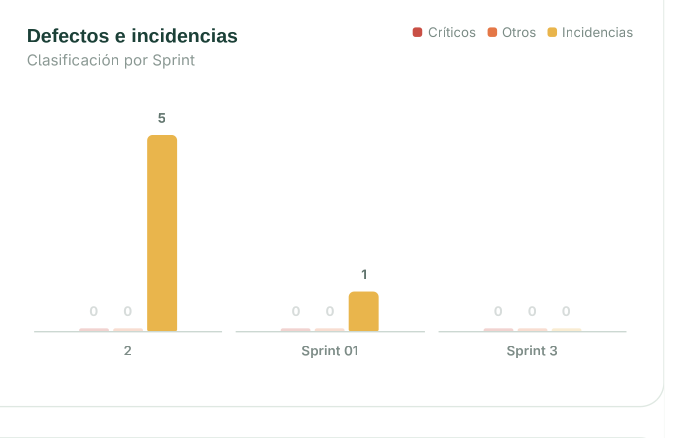 Defectos e incidencias
Críticos Otros Incidencias
Clasificación por Sprint
5
1
0 0
0 0
0 0 0
2 Sprint 01 Sprint 3